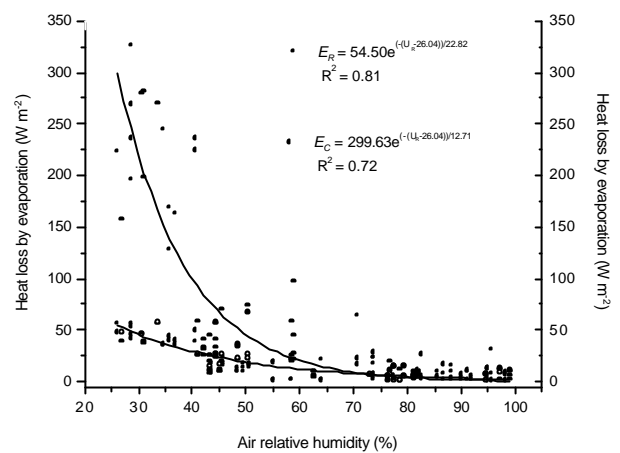 350 350
300 300
250 250
200 200
150 150
100 100
50 50
0 0
20 30 40 50 60 70 80 90 100
Heat loss by evaporation (W m-2)
Heat loss by evaporation (W m-2)
Air relative humidity (%)
E_R = 54.50e^(-(U_R-26.04))/22.82
R² = 0.81
E_C = 299.63e^(-(U_R-26.04))/12.71
R² = 0.72